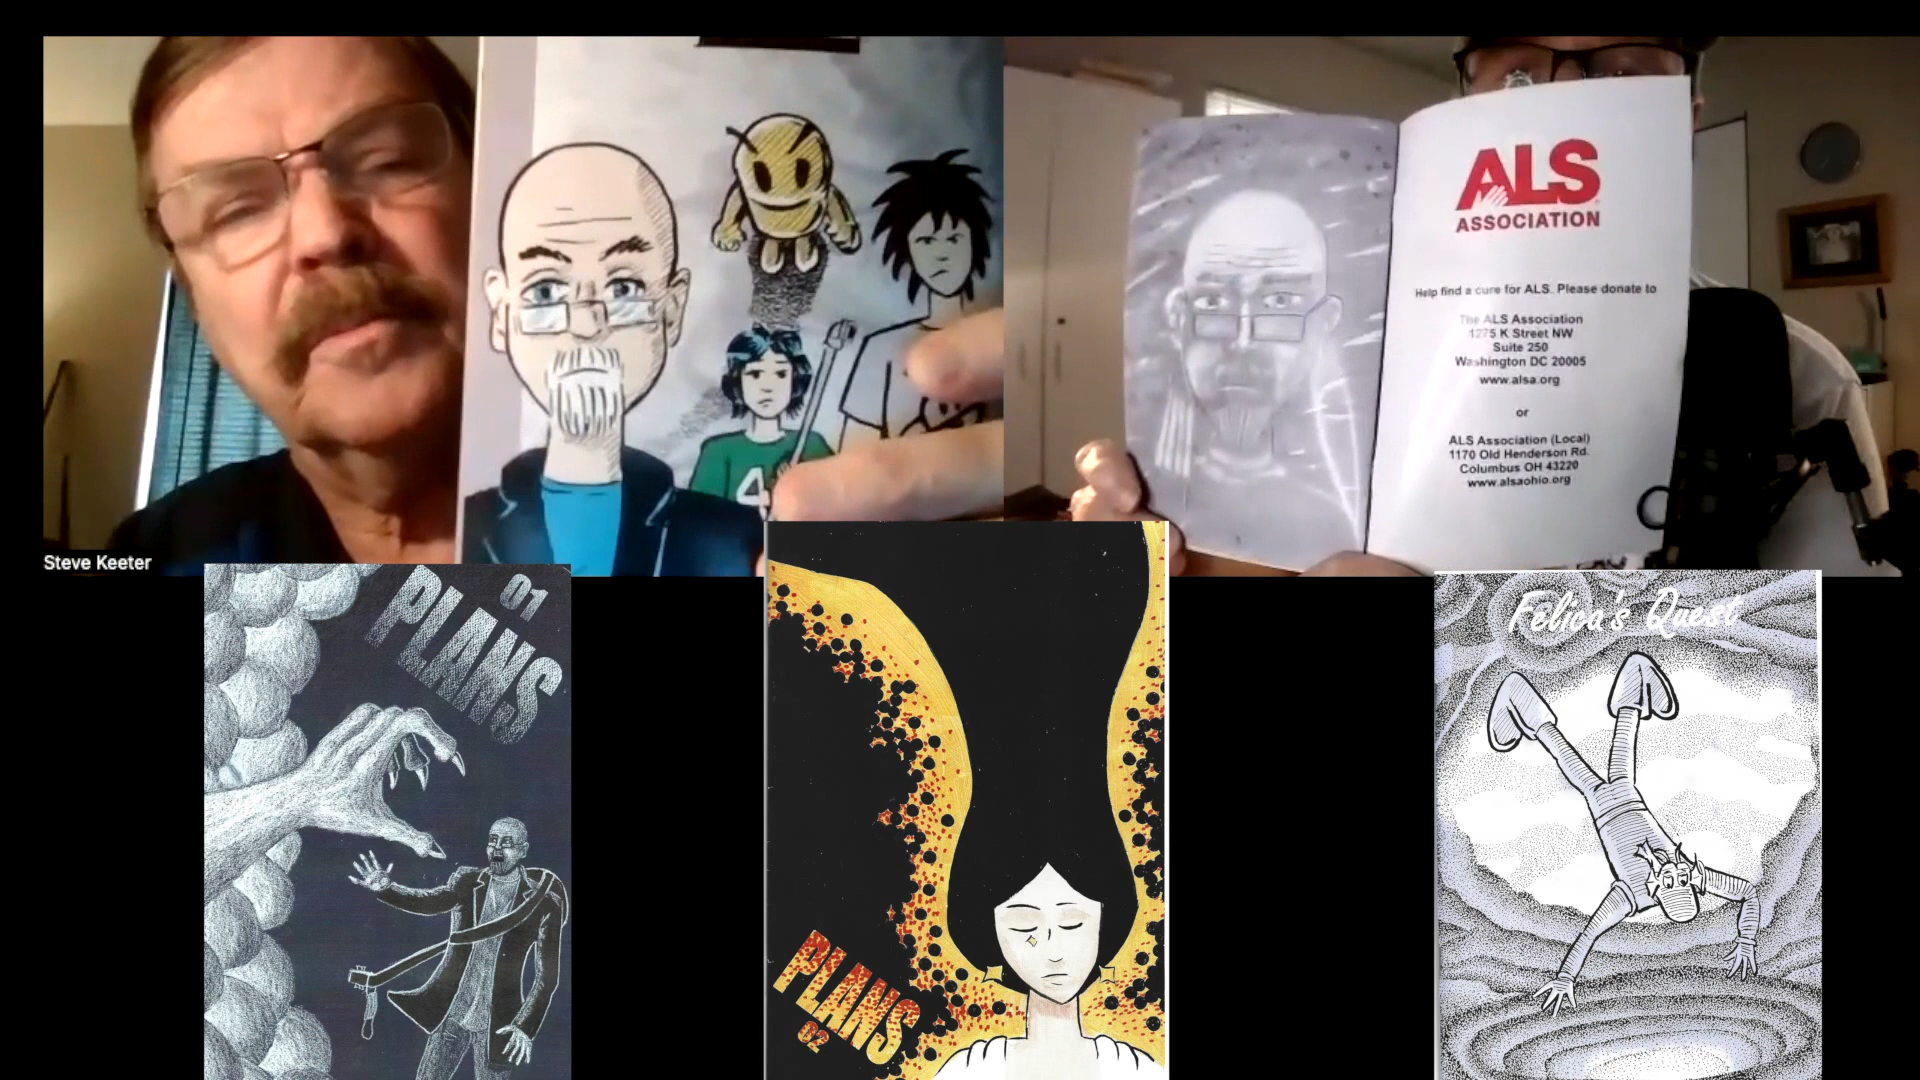 ALS
ASSOCIATION
Help find a cure for ALS. Please donate to
The ALS Association
1275 K Street NW
Suite 250
Washington DC 20005
www.alsa.org
or
ALS Association (Local)
1170 Old Henderson Rd.
Columbus OH 43220
www.alsaohio.org
4
Steve Keeter
01
PLANS
PLANS
02
Felica's Quest